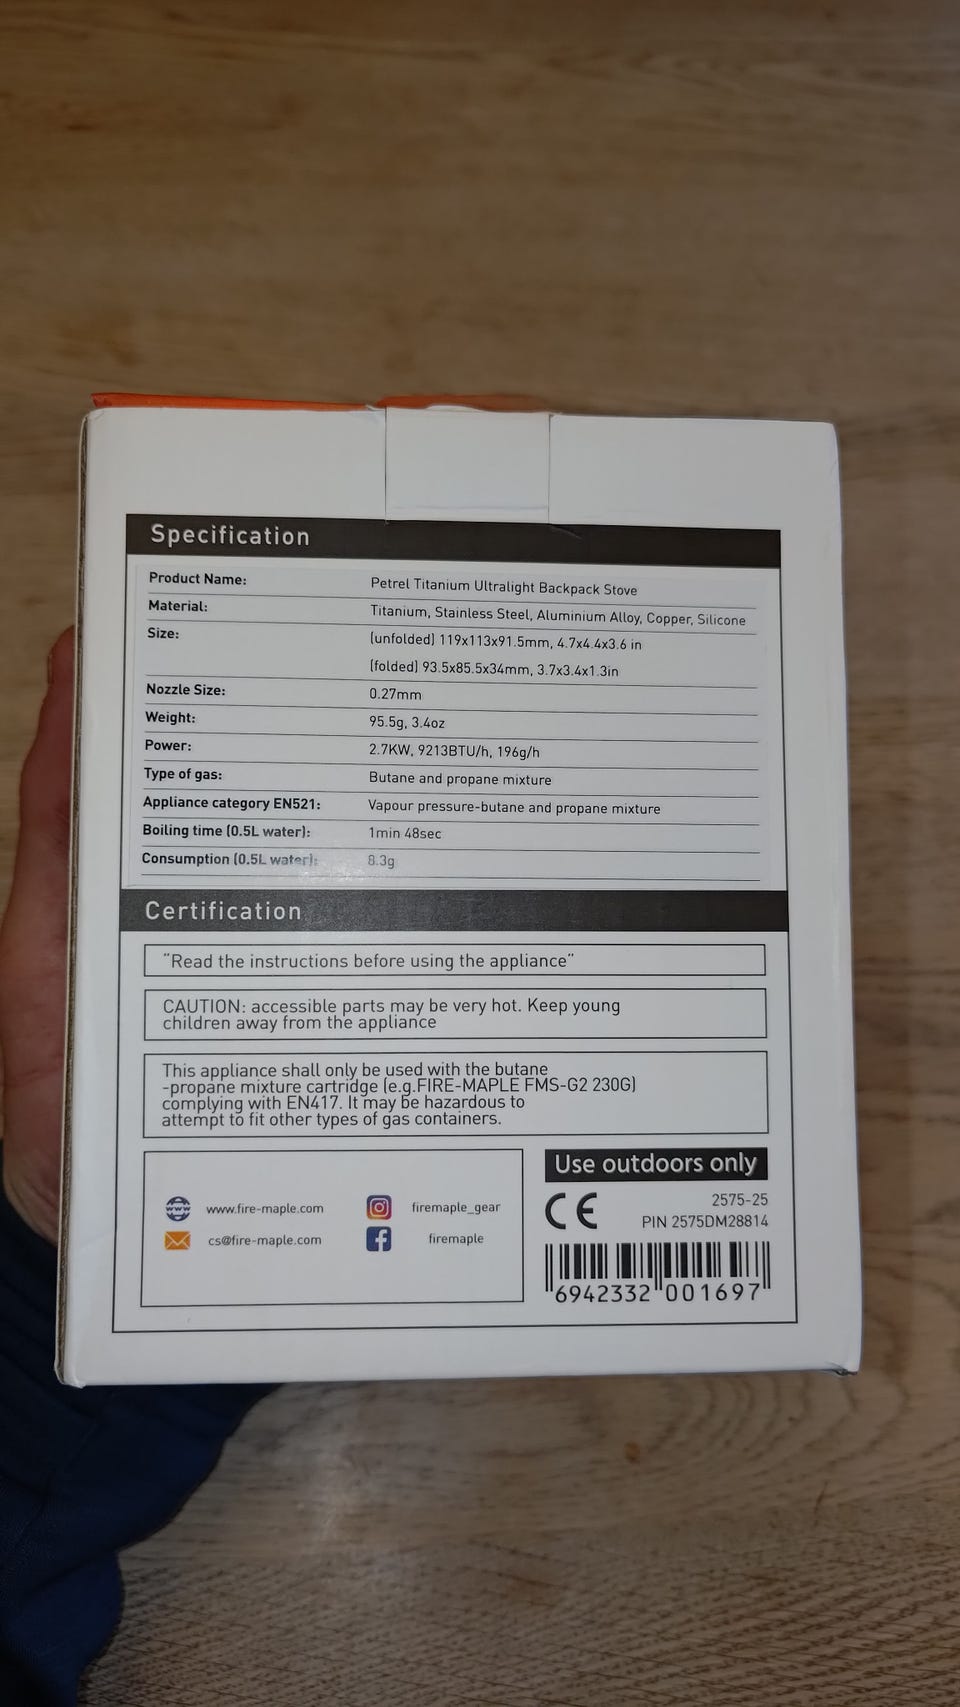 Specification
Product Name: Petrel Titanium Ultralight Backpack Stove
Material: Titanium, Stainless Steel, Aluminium Alloy, Copper, Silicone
Size: (unfolded) 119x113x91.5mm, 4.7x4.4x3.6 in
(folded) 93.5x85.5x34mm, 3.7x3.4x1.3in
Nozzle Size: 0.27mm
Weight: 95.5g, 3.4oz
Power: 2.7KW, 9213BTU/h, 196g/h
Type of gas: Butane and propane mixture
Appliance category EN521: Vapour pressure-butane and propane mixture
Boiling time (0.5L water): 1min 48sec
Consumption (0.5L water): 8.3g
Certification
"Read the instructions before using the appliance"
CAUTION: accessible parts may be very hot. Keep young
children away from the appliance
This appliance shall only be used with the butane
-propane mixture cartridge (e.g.FIRE-MAPLE FMS-G2 230G)
complying with EN417. It may be hazardous to
attempt to fit other types of gas containers.
www www.fire-maple.com firemaple_gear
cs@fire-maple.com firemaple
Use outdoors only
CE 2575-25
PIN 2575DM28814
6942332 001697